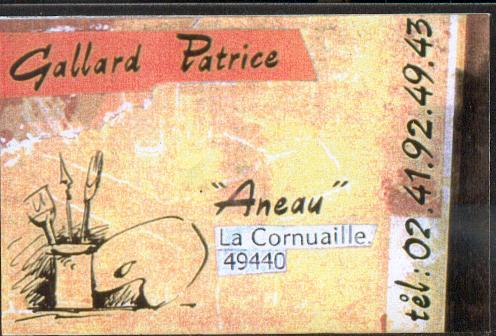 Gallard Patrice
"Aneau"
La Cornuaille.
49440
tél: 02.41.92.49.43